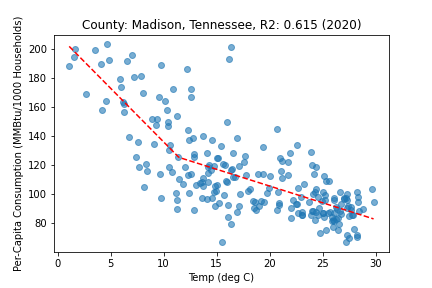 County: Madison, Tennessee, R2: 0.615 (2020)
Per-Capita Consumption (MMBtu/1000 Households)
200
180
160
140
120
100
80
0 5 10 15 20 25 30
Temp (deg C)